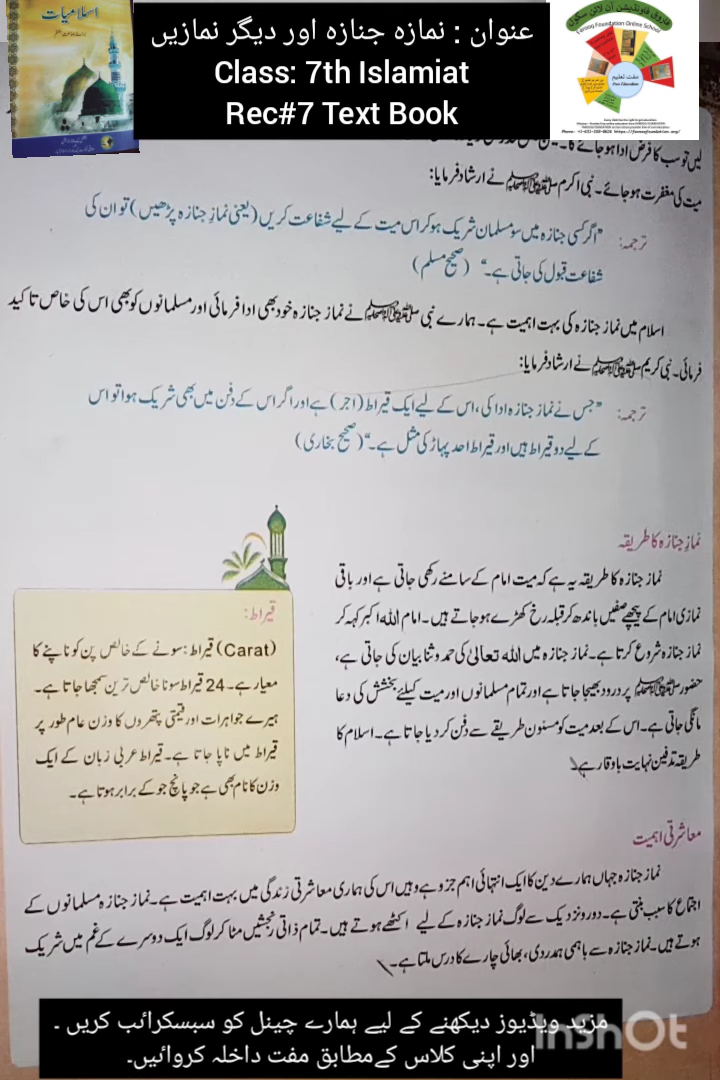 اسلامیات
عنوان : نمازہ جنازہ اور دیگر نمازیں
Class: 7th Islamiat
Rec#7 Text Book
فاروق فاؤنڈیشن آن لائن سکول
Farooq Foundation Online School
مفت تعلیم
Free Education
لیں تو سب کا فرض ادا ہو جائے گا۔
میت کی مغفرت ہو جائے۔ نبی اکرم ﷺ نے ارشاد فرمایا:
ترجمہ: "اگر کسی جنازہ میں سو مسلمان شریک ہو کر اس میت کے لیے شفاعت کریں (یعنی نماز جنازہ پڑھیں) تو ان کی
شفاعت قبول کی جاتی ہے۔" (صحیح مسلم)
اسلام میں نماز جنازہ کی بہت اہمیت ہے۔ ہمارے نبی ﷺ نے نماز جنازہ خود بھی ادا فرمائی اور مسلمانوں کو بھی اس کی خاص تاکید
فرمائی۔ نبی کریم ﷺ نے ارشاد فرمایا:
ترجمہ: "جس نے نماز جنازہ ادا کی، اس کے لیے ایک قیراط (اجر) ہے اور اگر اس کے دفن میں بھی شریک ہوا تو اس
کے لیے دو قیراط ہیں اور قیراط احد پہاڑ کی مثل ہے۔" (صحیح بخاری)
نماز جنازہ کا طریقہ
نماز جنازہ کا طریقہ یہ ہے کہ میت امام کے سامنے رکھی جاتی ہے اور باقی
نمازی امام کے پیچھے صفیں باندھ کر قبلہ رخ کھڑے ہو جاتے ہیں۔ امام اللہ اکبر کہہ کر
نماز جنازہ شروع کرتا ہے۔ نماز جنازہ میں اللہ تعالیٰ کی حمد و ثنا بیان کی جاتی ہے،
حضور ﷺ پر درود بھیجا جاتا ہے اور تمام مسلمانوں اور میت کیلئے بخشش کی دعا
مانگی جاتی ہے۔ اس کے بعد میت کو مسنون طریقے سے دفن کر دیا جاتا ہے۔ اسلام کا
طریقہ تدفین نہایت باوقار ہے۔
قیراط:
(Carat) قیراط: سونے کے خالص پن کو ناپنے کا
معیار ہے۔ 24 قیراط سونا خالص ترین سمجھا جاتا ہے۔
ہیرے جواہرات اور قیمتی پتھروں کا وزن عام طور پر
قیراط میں ناپا جاتا ہے۔ قیراط عربی زبان کے ایک
وزن کا نام بھی ہے جو پانچ جو کے برابر ہوتا ہے۔
معاشرتی اہمیت
نماز جنازہ جہاں ہمارے دین کا ایک انتہائی اہم جزو ہے وہیں اس کی ہماری معاشرتی زندگی میں بہت اہمیت ہے۔ نماز جنازہ مسلمانوں کے
اجتماع کا سبب بنتی ہے۔ دور و نزدیک سے لوگ نماز جنازہ کے لیے اکٹھے ہوتے ہیں۔ تمام ذاتی رنجشیں مٹا کر لوگ ایک دوسرے کے غم میں شریک
ہوتے ہیں۔ نماز جنازہ سے باہمی ہمدردی، بھائی چارے کا درس ملتا ہے۔
مزید ویڈیوز دیکھنے کے لیے ہمارے چینل کو سبسکرائب کریں ۔
اور اپنی کلاس کےمطابق مفت داخلہ کروائیں۔
InShOt